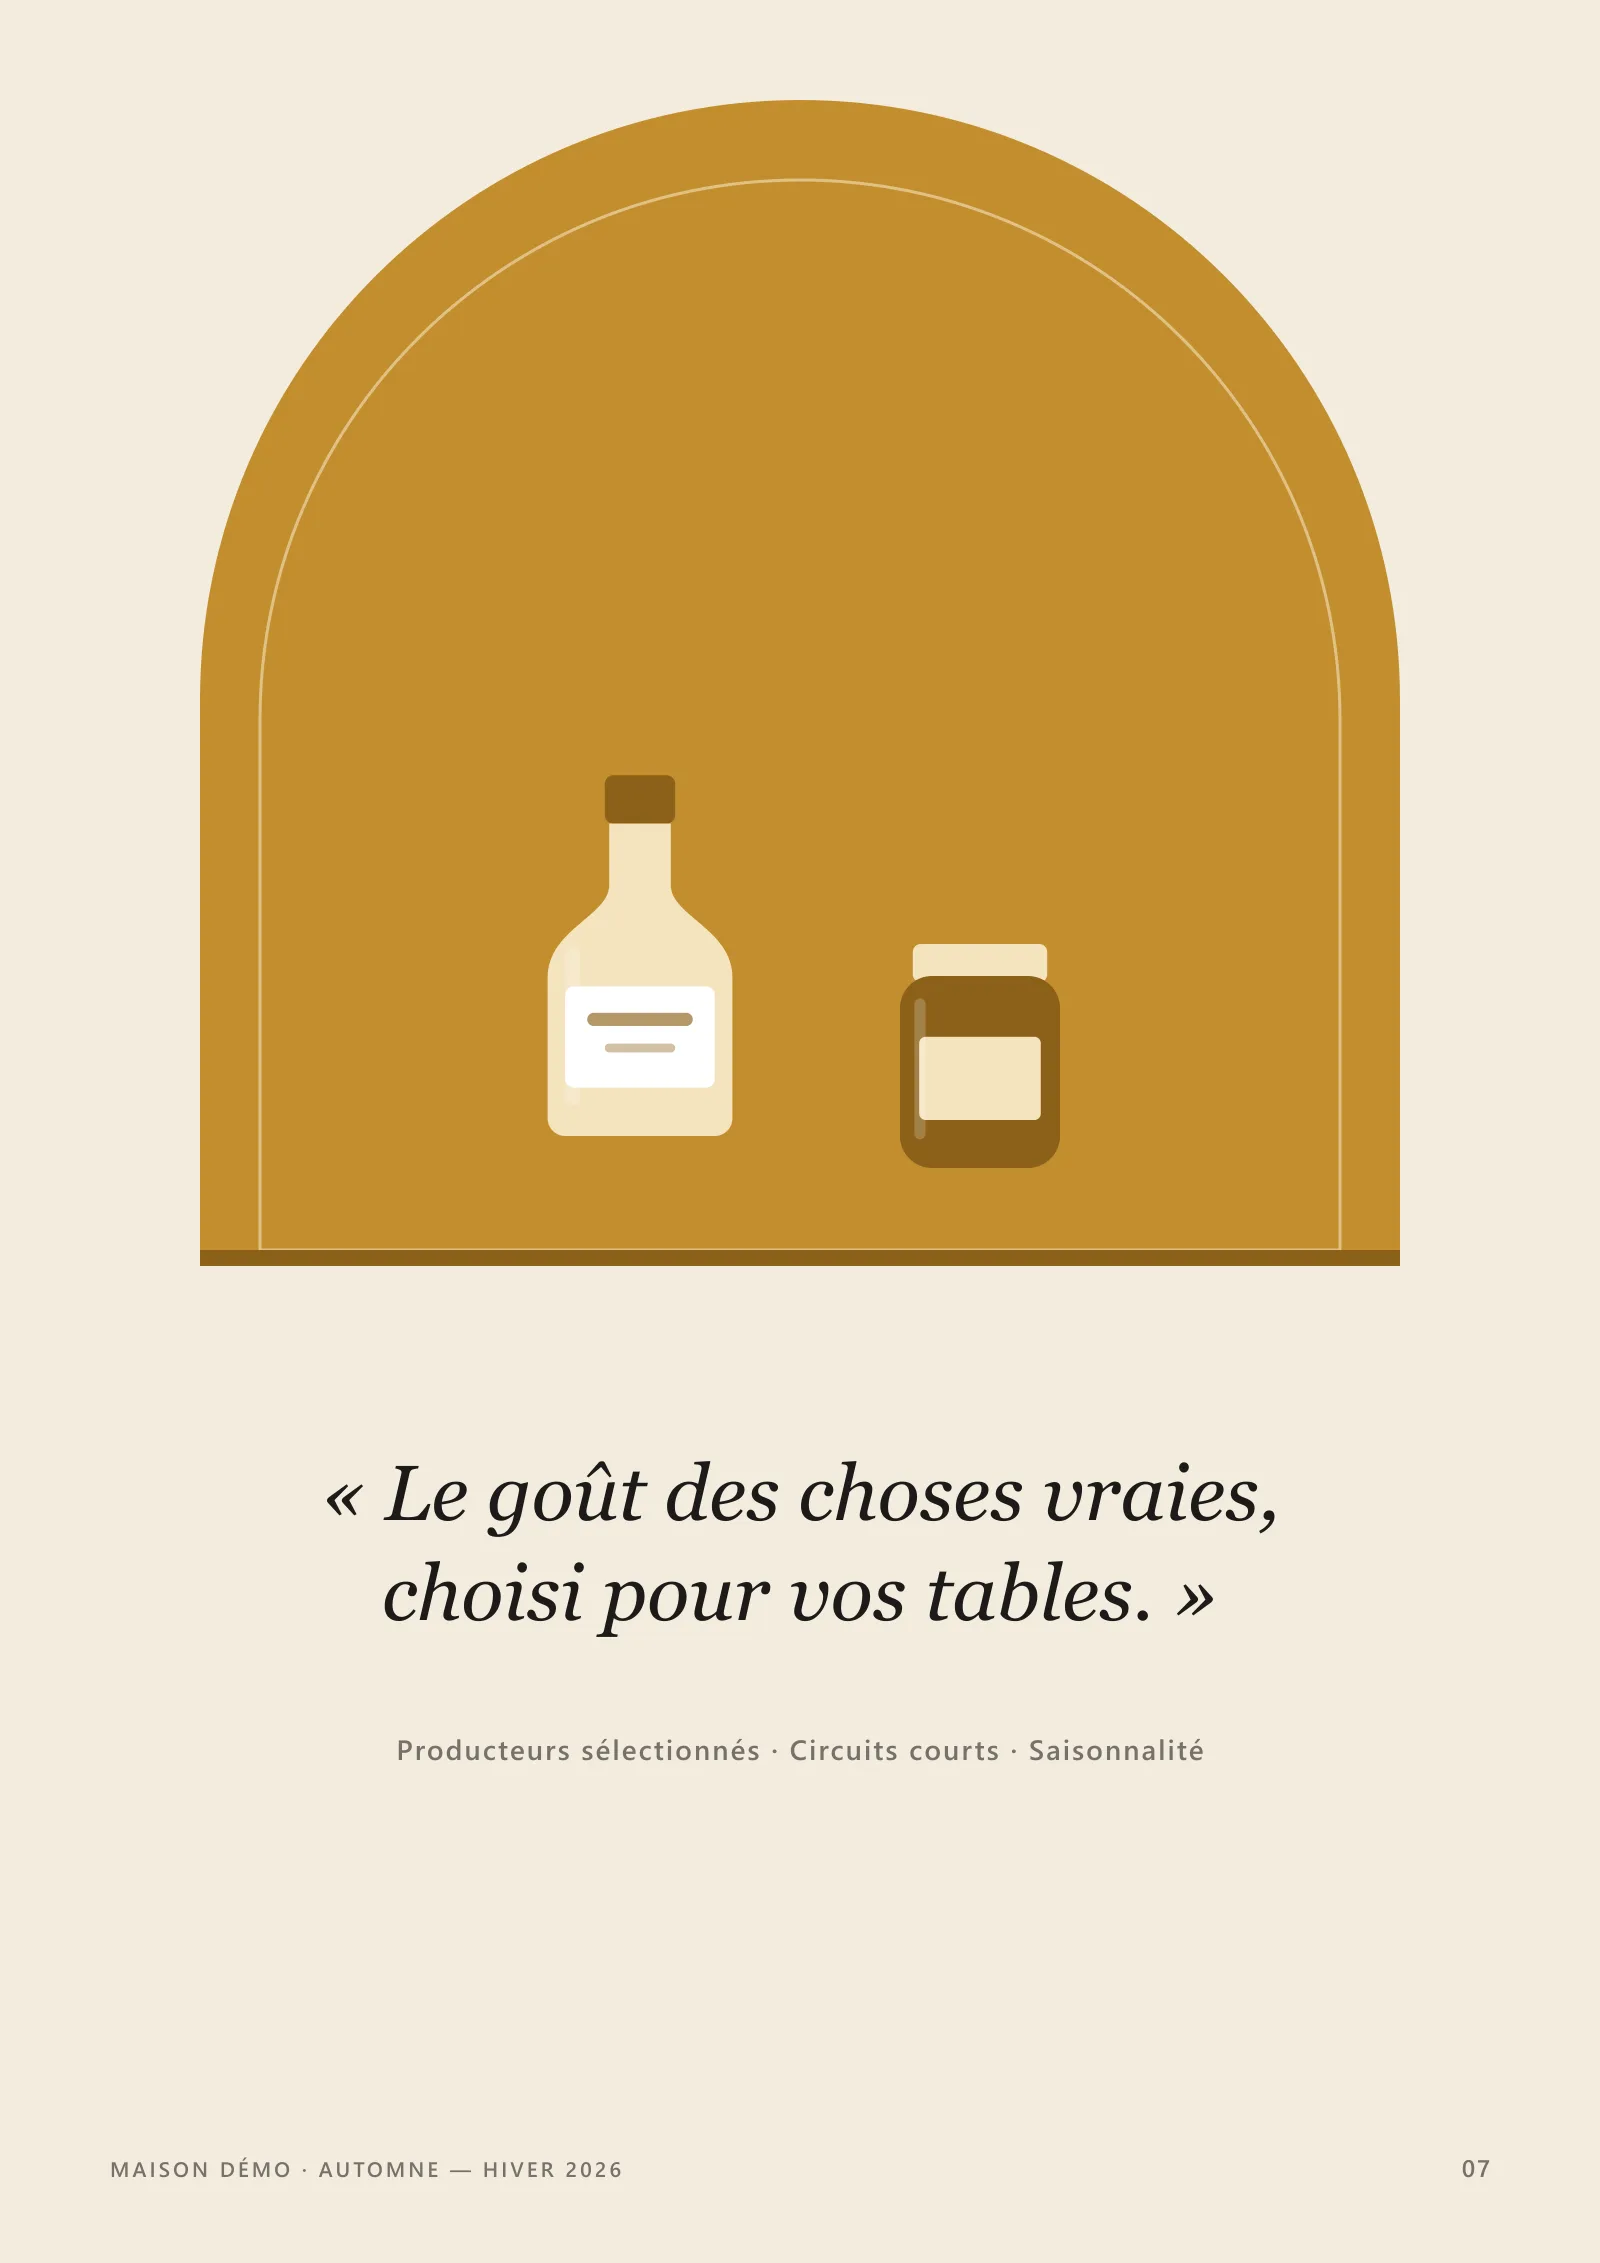 « Le goût des choses vraies,
choisi pour vos tables. »
Producteurs sélectionnés · Circuits courts · Saisonnalité
MAISON DÉMO · AUTOMNE — HIVER 2026
07